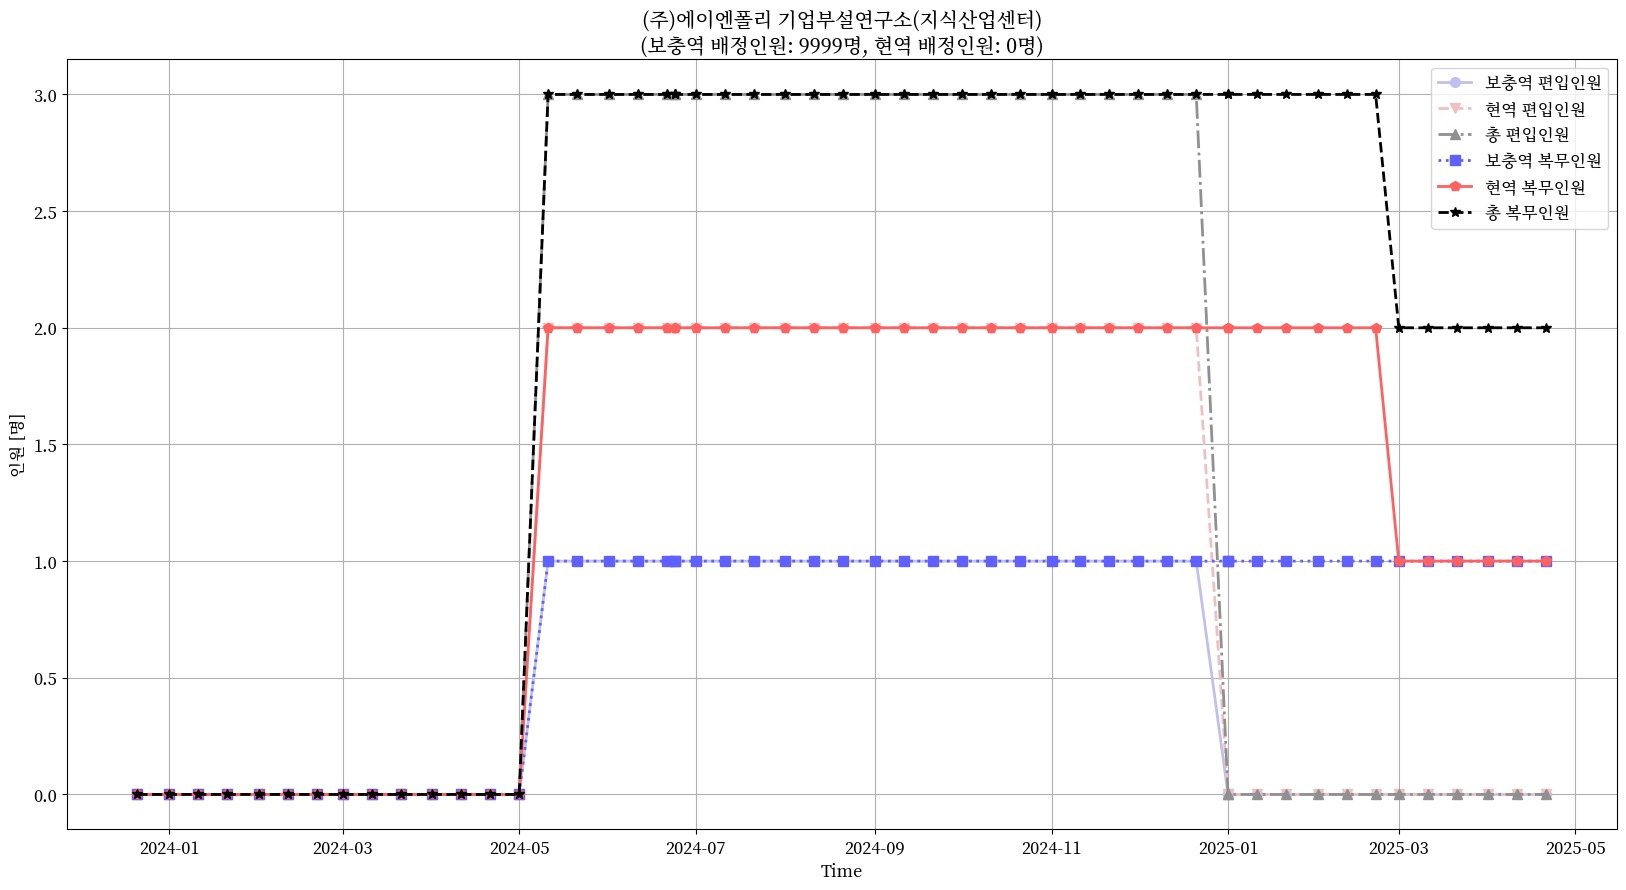 (주)에이엔폴리 기업부설연구소(지식산업센터)
(보충역 배정인원: 9999명, 현역 배정인원: 0명)
보충역 편입인원
현역 편입인원
총 편입인원
보충역 복무인원
현역 복무인원
총 복무인원
인원 [명]
3.0
2.5
2.0
1.5
1.0
0.5
0.0
2024-01
2024-03
2024-05
2024-07
2024-09
2024-11
2025-01
2025-03
2025-05
Time